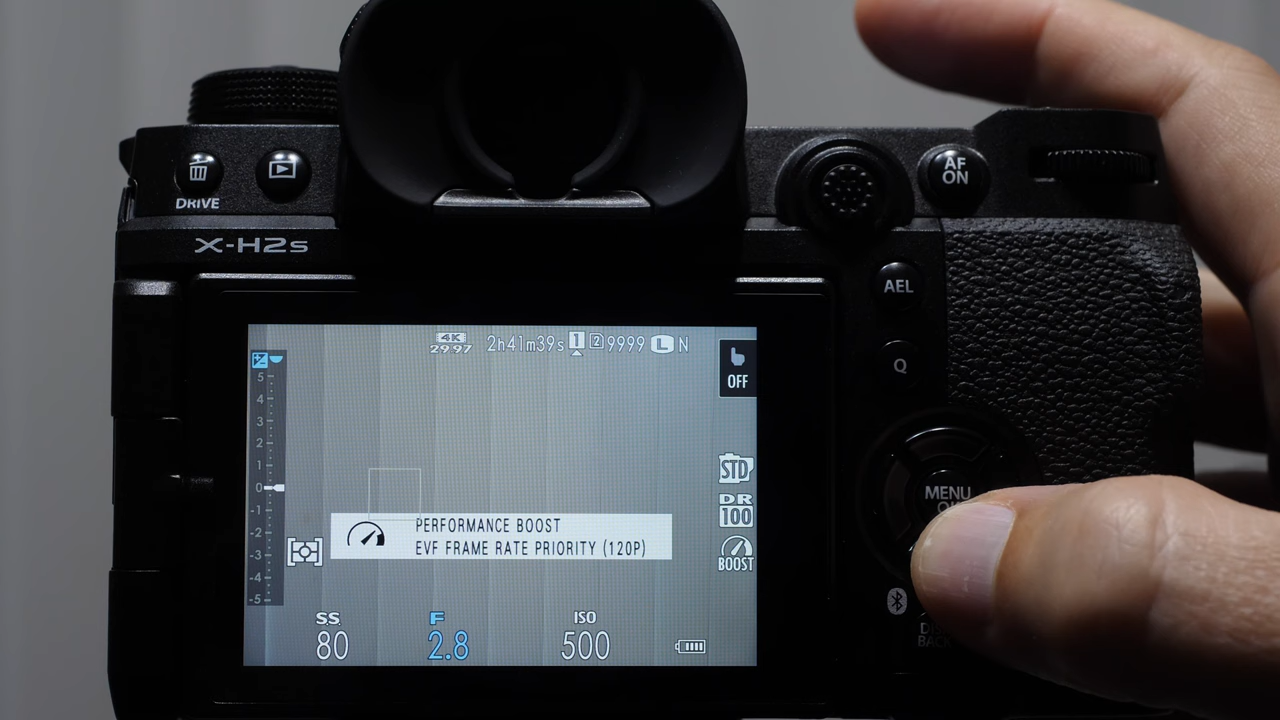 DRIVE
AF
ON
X-H2s
AEL
Q
MENU
4K
29.97
2h41m39s 1 2 9999 L N
OFF
5
4
3
2
1
0
-1
-2
-3
-4
-5
STD
DR
100
BOOST
PERFORMANCE BOOST
EVF FRAME RATE PRIORITY (120P)
SS
80
F
2.8
ISO
500
BACK